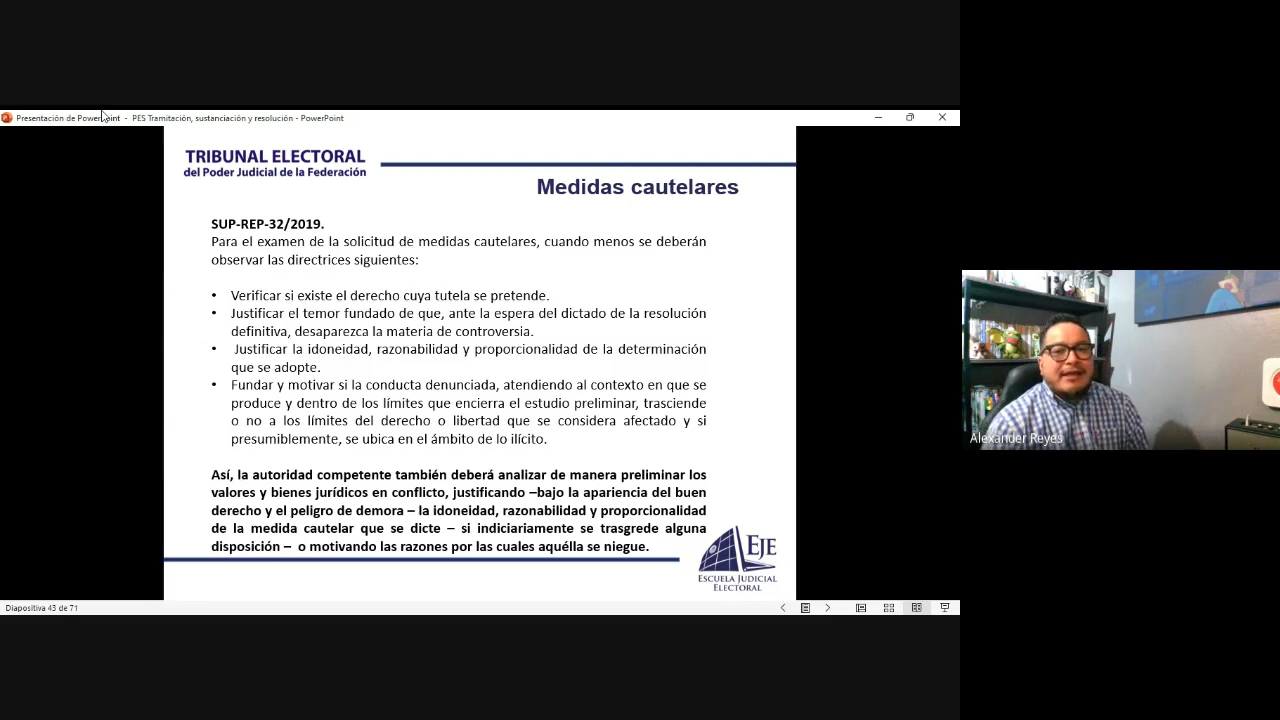 Presentación de PowerPoint - PES Tramitación, sustanciación y resolución - PowerPoint
TRIBUNAL ELECTORAL
del Poder Judicial de la Federación
Medidas cautelares
SUP-REP-32/2019.
Para el examen de la solicitud de medidas cautelares, cuando menos se deberán
observar las directrices siguientes:
• Verificar si existe el derecho cuya tutela se pretende.
• Justificar el temor fundado de que, ante la espera del dictado de la resolución
definitiva, desaparezca la materia de controversia.
• Justificar la idoneidad, razonabilidad y proporcionalidad de la determinación
que se adopte.
• Fundar y motivar si la conducta denunciada, atendiendo al contexto en que se
produce y dentro de los límites que encierra el estudio preliminar, trasciende
o no a los límites del derecho o libertad que se considera afectado y si
presumiblemente, se ubica en el ámbito de lo ilícito.
Así, la autoridad competente también deberá analizar de manera preliminar los
valores y bienes jurídicos en conflicto, justificando –bajo la apariencia del buen
derecho y el peligro de demora – la idoneidad, razonabilidad y proporcionalidad
de la medida cautelar que se dicte – si indiciariamente se trasgrede alguna
disposición – o motivando las razones por las cuales aquélla se niegue.
EJE
ESCUELA JUDICIAL
ELECTORAL
Diapositiva 43 de 71
Alexander Reyes